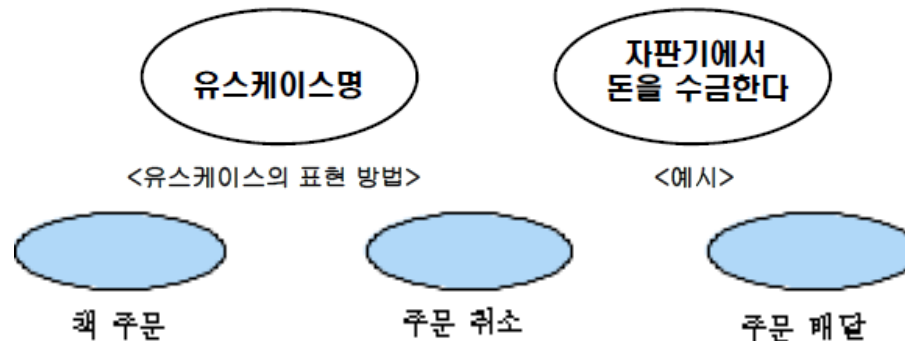 유스케이스명
자판기에서
돈을 수금한다
<유스케이스의 표현 방법>
<예시>
책 주문
주문 취소
주문 배달